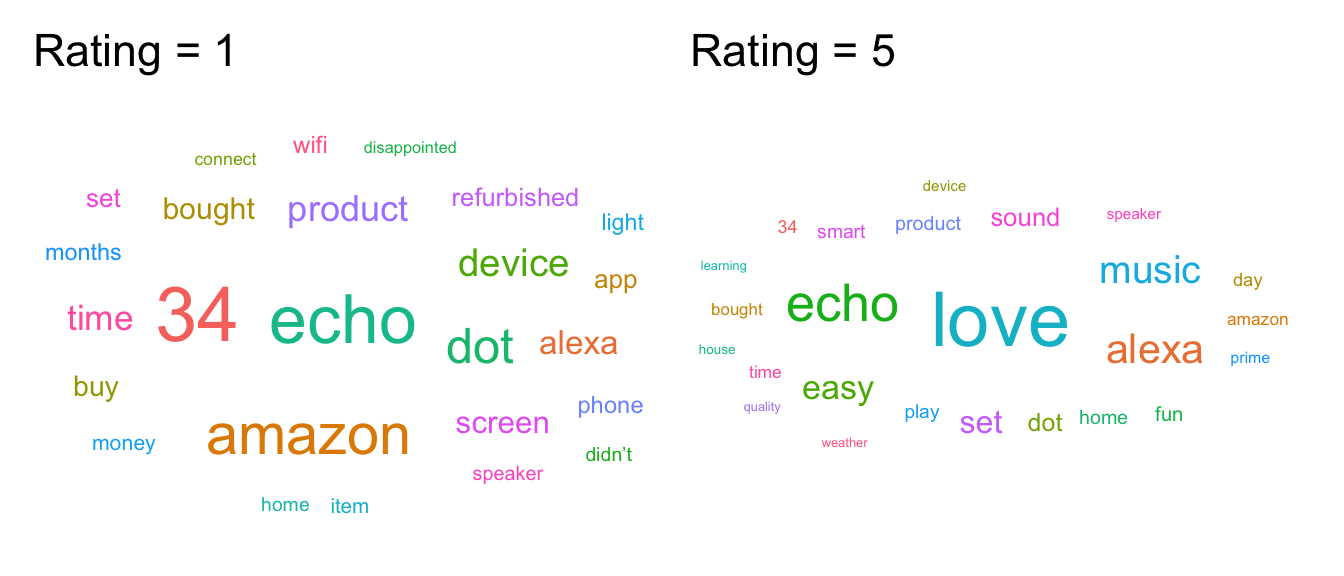 Rating = 1
wifi
disappointed
connect
set
bought
product
refurbished
light
months
device
app
time
34
echo
dot
alexa
buy
phone
amazon
screen
money
didn’t
speaker
home
item
Rating = 5
device
34
smart
product
sound
speaker
learning
music
day
bought
echo
love
amazon
house
alexa
prime
time
easy
quality
play
set
dot
home
fun
weather